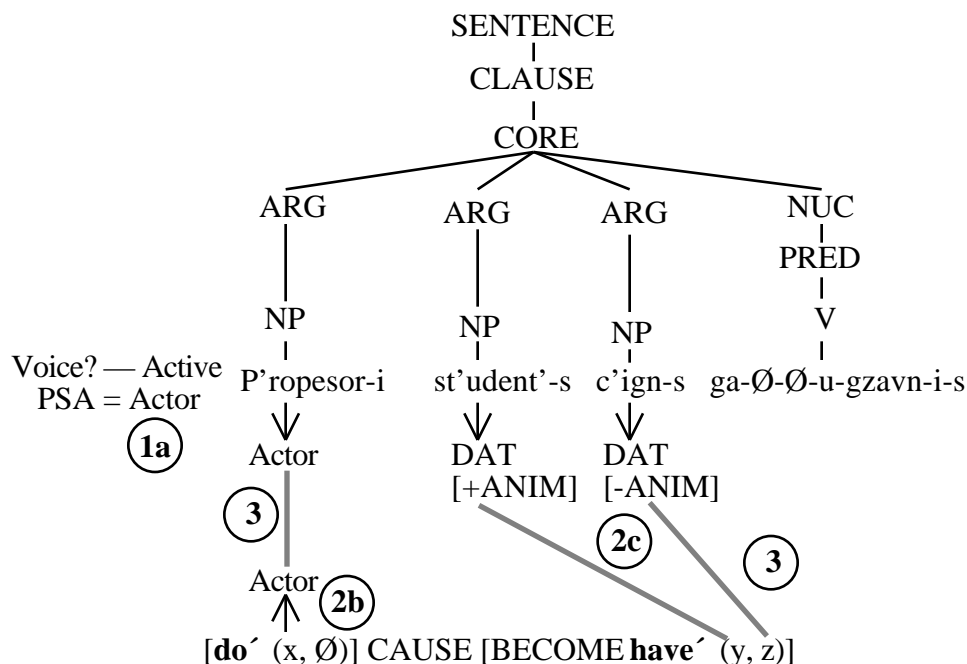 SENTENCE
CLAUSE
CORE
ARG ARG ARG NUC
PRED
NP NP NP V
Voice? — Active P’ropesor-i st’udent’-s c’ign-s ga-Ø-Ø-u-gzavn-i-s
PSA = Actor
1a
Actor DAT DAT
[+ANIM] [-ANIM]
3 2c 3
Actor 2b
[do´ (x, Ø)] CAUSE [BECOME have´ (y, z)]